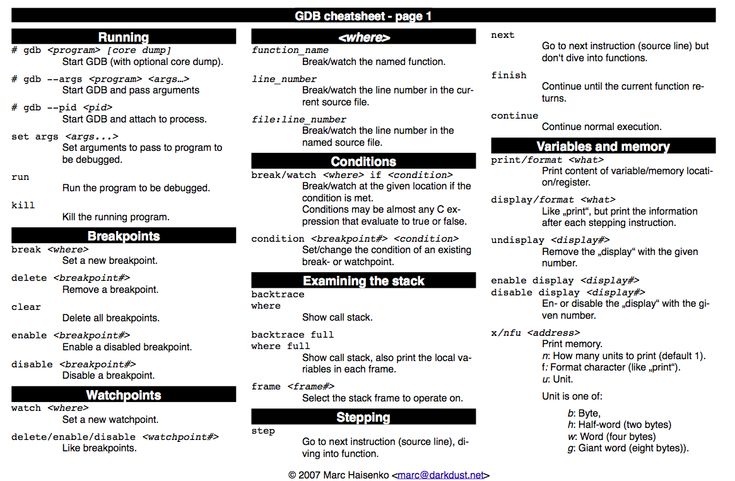 GDB cheatsheet - page 1
Running
# gdb <program> [core dump]
Start GDB (with optional core dump).
# gdb --args <program> <args…>
Start GDB and pass arguments
# gdb --pid <pid>
Start GDB and attach to process.
set args <args...>
Set arguments to pass to program to
be debugged.
run
Run the program to be debugged.
kill
Kill the running program.
Breakpoints
break <where>
Set a new breakpoint.
delete <breakpoint#>
Remove a breakpoint.
clear
Delete all breakpoints.
enable <breakpoint#>
Enable a disabled breakpoint.
disable <breakpoint#>
Disable a breakpoint.
Watchpoints
watch <where>
Set a new watchpoint.
delete/enable/disable <watchpoint#>
Like breakpoints.
<where>
function_name
Break/watch the named function.
line_number
Break/watch the line number in the cur-
rent source file.
file:line_number
Break/watch the line number in the
named source file.
Conditions
break/watch <where> if <condition>
Break/watch at the given location if the
condition is met.
Conditions may be almost any C ex-
pression that evaluate to true or false.
condition <breakpoint#> <condition>
Set/change the condition of an existing
break- or watchpoint.
Examining the stack
backtrace
where
Show call stack.
backtrace full
where full
Show call stack, also print the local va-
riables in each frame.
frame <frame#>
Select the stack frame to operate on.
Stepping
step
Go to next instruction (source line), di-
ving into function.
next
Go to next instruction (source line) but
don‘t dive into functions.
finish
Continue until the current function re-
turns.
continue
Continue normal execution.
Variables and memory
print/format <what>
Print content of variable/memory locati-
on/register.
display/format <what>
Like „print“, but print the information
after each stepping instruction.
undisplay <display#>
Remove the „display“ with the given
number.
enable display <display#>
disable display <display#>
En- or disable the „display“ with the gi-
ven number.
x/nfu <address>
Print memory.
n: How many units to print (default 1).
f: Format character (like „print“).
u: Unit.
Unit is one of:
b: Byte,
h: Half-word (two bytes)
w: Word (four bytes)
g: Giant word (eight bytes)).
© 2007 Marc Haisenko <marc@darkdust.net>